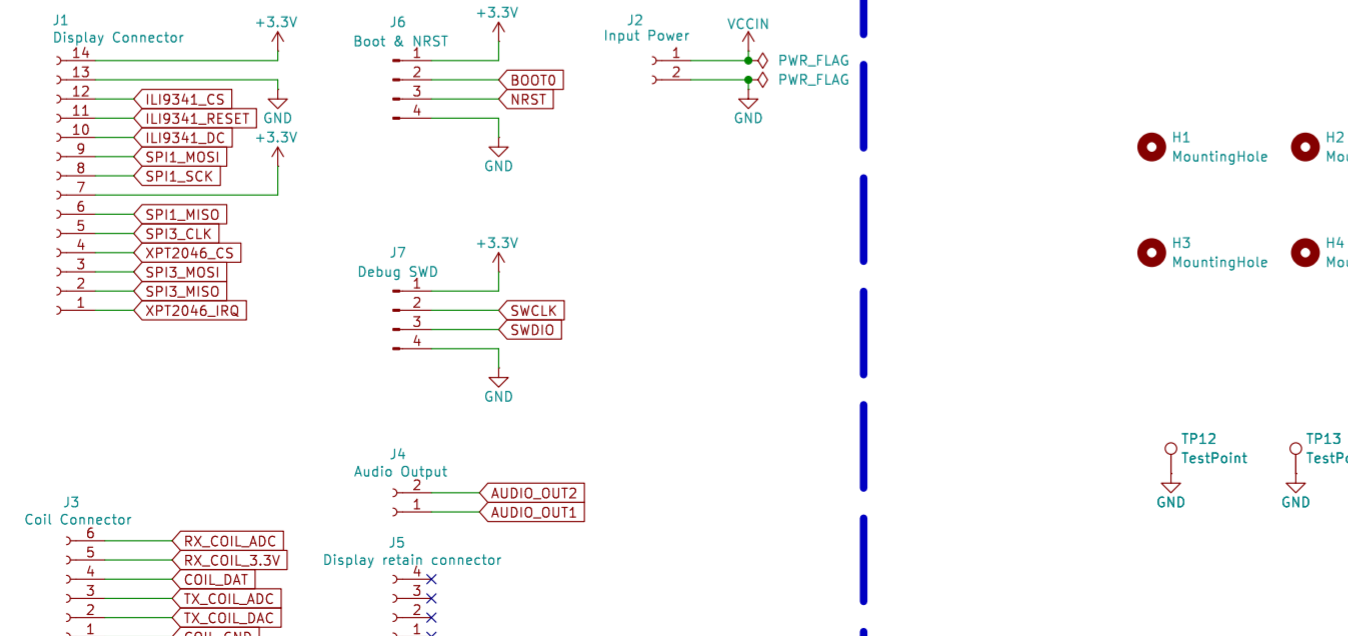 J1
Display Connector
+3.3V
14
13
12 ILI9341_CS
GND
11 ILI9341_RESET
10 ILI9341_DC
+3.3V
9 SPI1_MOSI
8 SPI1_SCK
7
6 SPI1_MISO
5 SPI3_CLK
4 XPT2046_CS
3 SPI3_MOSI
2 SPI3_MISO
1 XPT2046_IRQ
J3
Coil Connector
6 RX_COIL_ADC
5 RX_COIL_3.3V
4 COIL_DAT
3 TX_COIL_ADC
2 TX_COIL_DAC
1 COIL_GND
J6
Boot & NRST
+3.3V
1
2 BOOT0
3 NRST
4
GND
J7
Debug SWD
+3.3V
1
2 SWCLK
3 SWDIO
4
GND
J4
Audio Output
2 AUDIO_OUT2
1 AUDIO_OUT1
J5
Display retain connector
4
3
2
1
J2
Input Power
VCCIN
1 PWR_FLAG
2 PWR_FLAG
GND
H1
MountingHole
H2
Mou
H3
MountingHole
H4
Mou
TP12
TestPoint
GND
TP13
TestP
GND